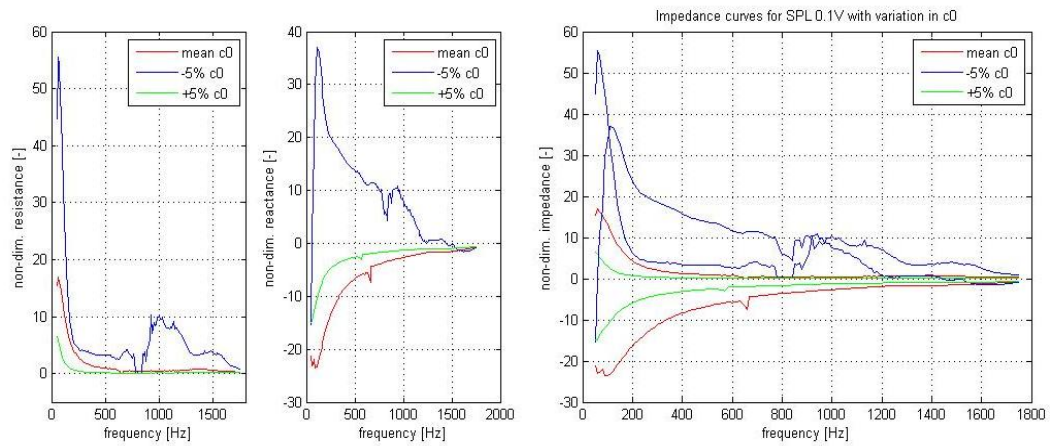 non-dim. resistance [-]
60
50
40
30
20
10
0
mean c0
-5% c0
+5% c0
0 500 1000 1500
frequency [Hz]
non-dim. reactance [-]
40
30
20
10
0
-10
-20
-30
mean c0
-5% c0
+5% c0
0 500 1000 1500 2000
frequency [Hz]
Impedance curves for SPL 0.1V with variation in c0
non-dim. impedance [-]
60
50
40
30
20
10
0
-10
-20
-30
mean c0
-5% c0
+5% c0
0 200 400 600 800 1000 1200 1400 1600 1800
frequency [Hz]